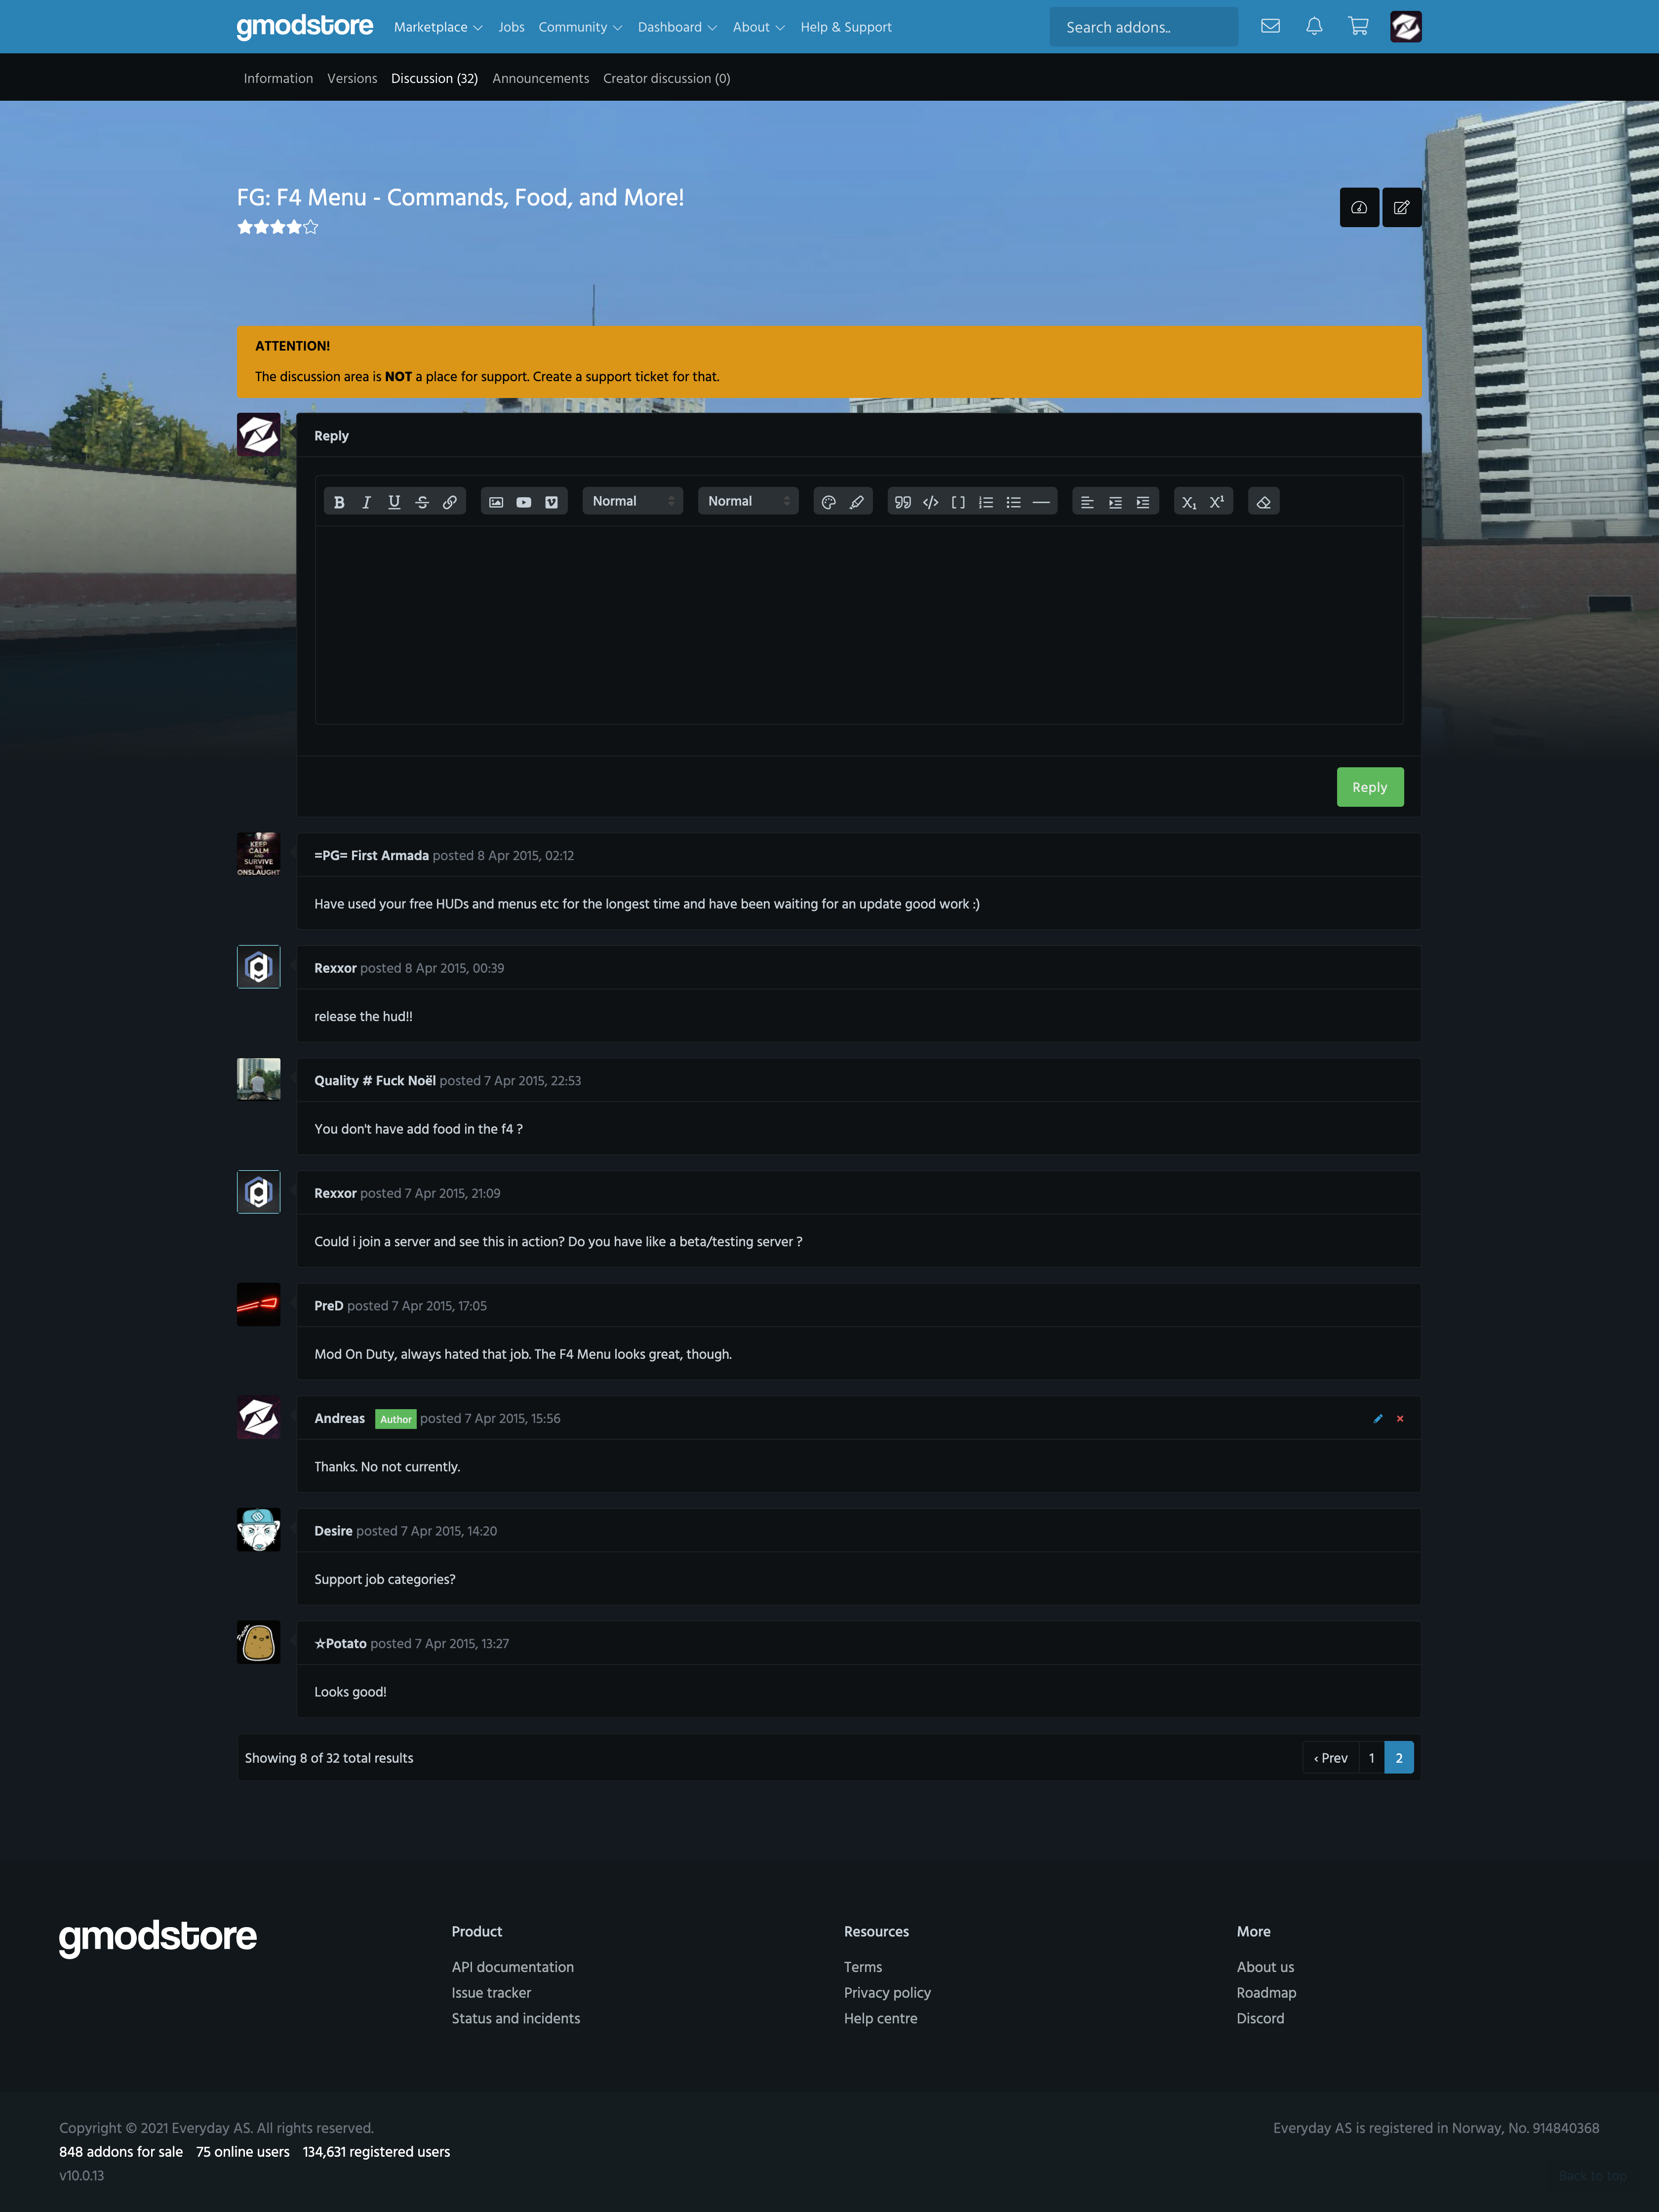 gmodstore Marketplace Jobs Community Dashboard About Help & Support Search addons..
Information Versions Discussion (32) Announcements Creator discussion (0)
FG: F4 Menu - Commands, Food, and More!
ATTENTION!
The discussion area is NOT a place for support. Create a support ticket for that.
Reply
Normal Normal
Reply
KEEP
CALM
AND
SURVIVE
THE
ONSLAUGHT
=PG= First Armada posted 8 Apr 2015, 02:12
Have used your free HUDs and menus etc for the longest time and have been waiting for an update good work :)
Rexxor posted 8 Apr 2015, 00:39
release the hud!!
Quality # Fuck Noël posted 7 Apr 2015, 22:53
You don't have add food in the f4 ?
Rexxor posted 7 Apr 2015, 21:09
Could i join a server and see this in action? Do you have like a beta/testing server ?
PreD posted 7 Apr 2015, 17:05
Mod On Duty, always hated that job. The F4 Menu looks great, though.
Andreas Author posted 7 Apr 2015, 15:56
Thanks. No not currently.
Desire posted 7 Apr 2015, 14:20
Support job categories?
☆Potato posted 7 Apr 2015, 13:27
Looks good!
Showing 8 of 32 total results ‹ Prev 1 2
gmodstore
Product
API documentation
Issue tracker
Status and incidents
Resources
Terms
Privacy policy
Help centre
More
About us
Roadmap
Discord
Copyright © 2021 Everyday AS. All rights reserved.
Everyday AS is registered in Norway, No. 914840368
848 addons for sale 75 online users 134,631 registered users
v10.0.13
Back to top